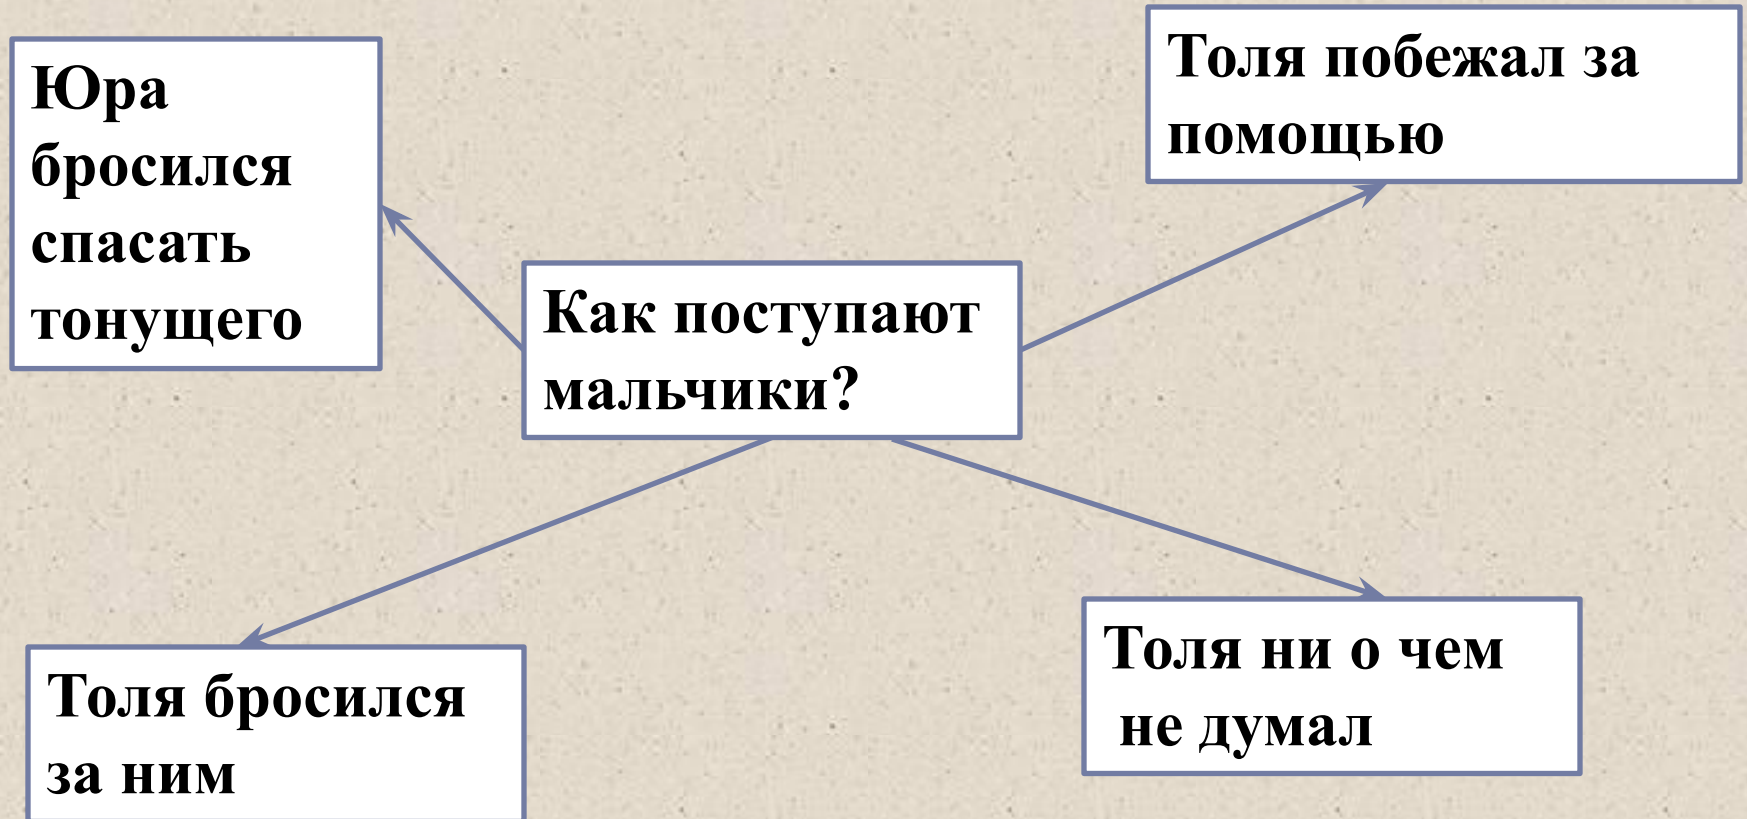 Юра
бросился
спасать
тонущего
Толя побежал за
помощью
Как поступают
мальчики?
Толя бросился
за ним
Толя ни о чем
не думал